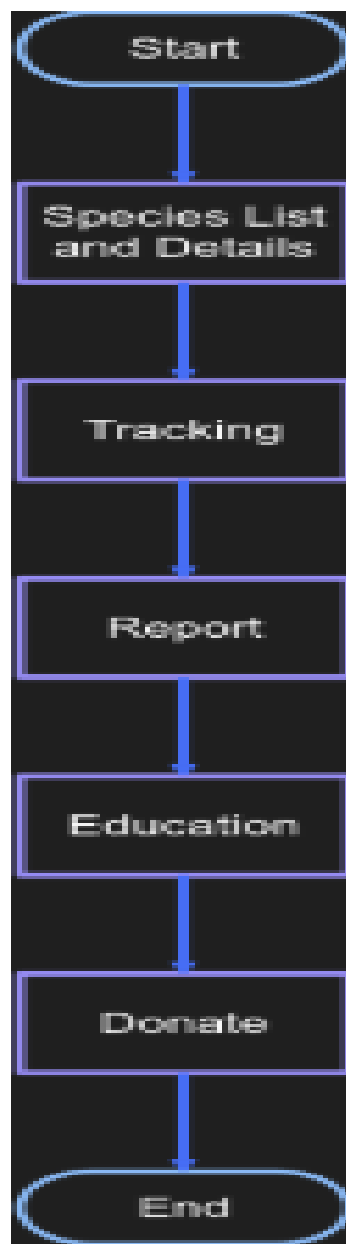 Start
Species List
and Details
Tracking
Report
Education
Donate
End